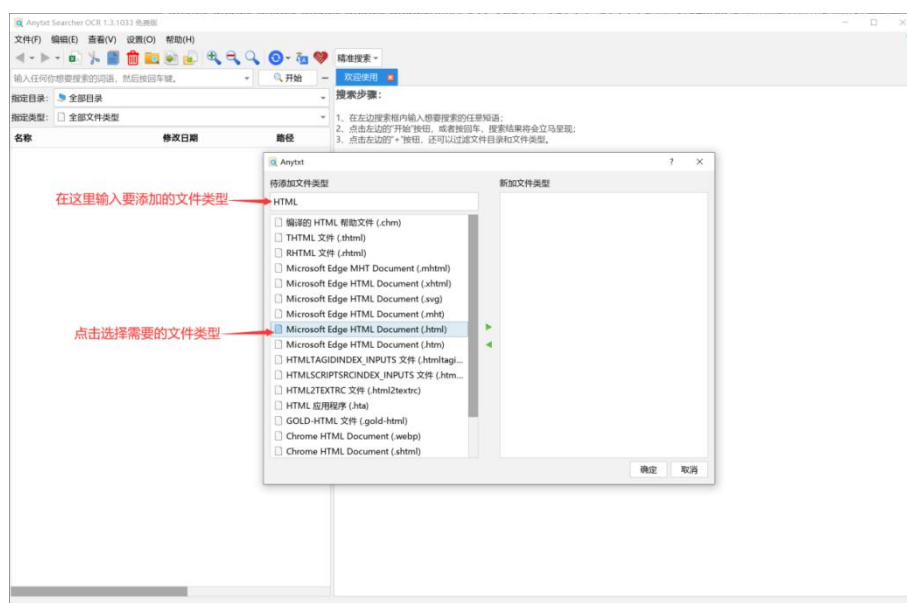 Anytxt Searcher OCR 1.3.1033 免费版
文件(F) 编辑(E) 查看(V) 设置(O) 帮助(H)
精准搜索
输入任何你想要搜索的词语，然后按回车键。 开始 欢迎使用
指定目录: 全部目录
搜索步骤：
指定类型: 全部文件类型
1、在左边搜索框内输入想要搜索的任意短语；
2、点击左边的"开始"按钮，或者按回车、搜索结果将会立马呈现；
名称 修改日期 路径
3、点击左边的"+"按钮，还可以过滤文件目录和文件类型。
Anytxt
待添加文件类型 新加文件类型
在这里输入要添加的文件类型
HTML
编译的 HTML 帮助文件 (.chm)
THTML 文件 (.thtml)
RHTML 文件 (.rhtml)
Microsoft Edge MHT Document (.mhtml)
Microsoft Edge HTML Document (.xhtml)
Microsoft Edge HTML Document (.svg)
Microsoft Edge HTML Document (.mht)
点击选择需要的文件类型
Microsoft Edge HTML Document (.html)
Microsoft Edge HTML Document (.htm)
HTMLTAGIDINDEX_INPUTS 文件 (.htmltagi...
HTMLSCRIPTSRCINDEX_INPUTS 文件 (.htm...
HTML2TEXTRC 文件 (.html2textrc)
HTML 应用程序 (.hta)
GOLD-HTML 文件 (.gold-html)
Chrome HTML Document (.webp)
Chrome HTML Document (.shtml)
确定 取消